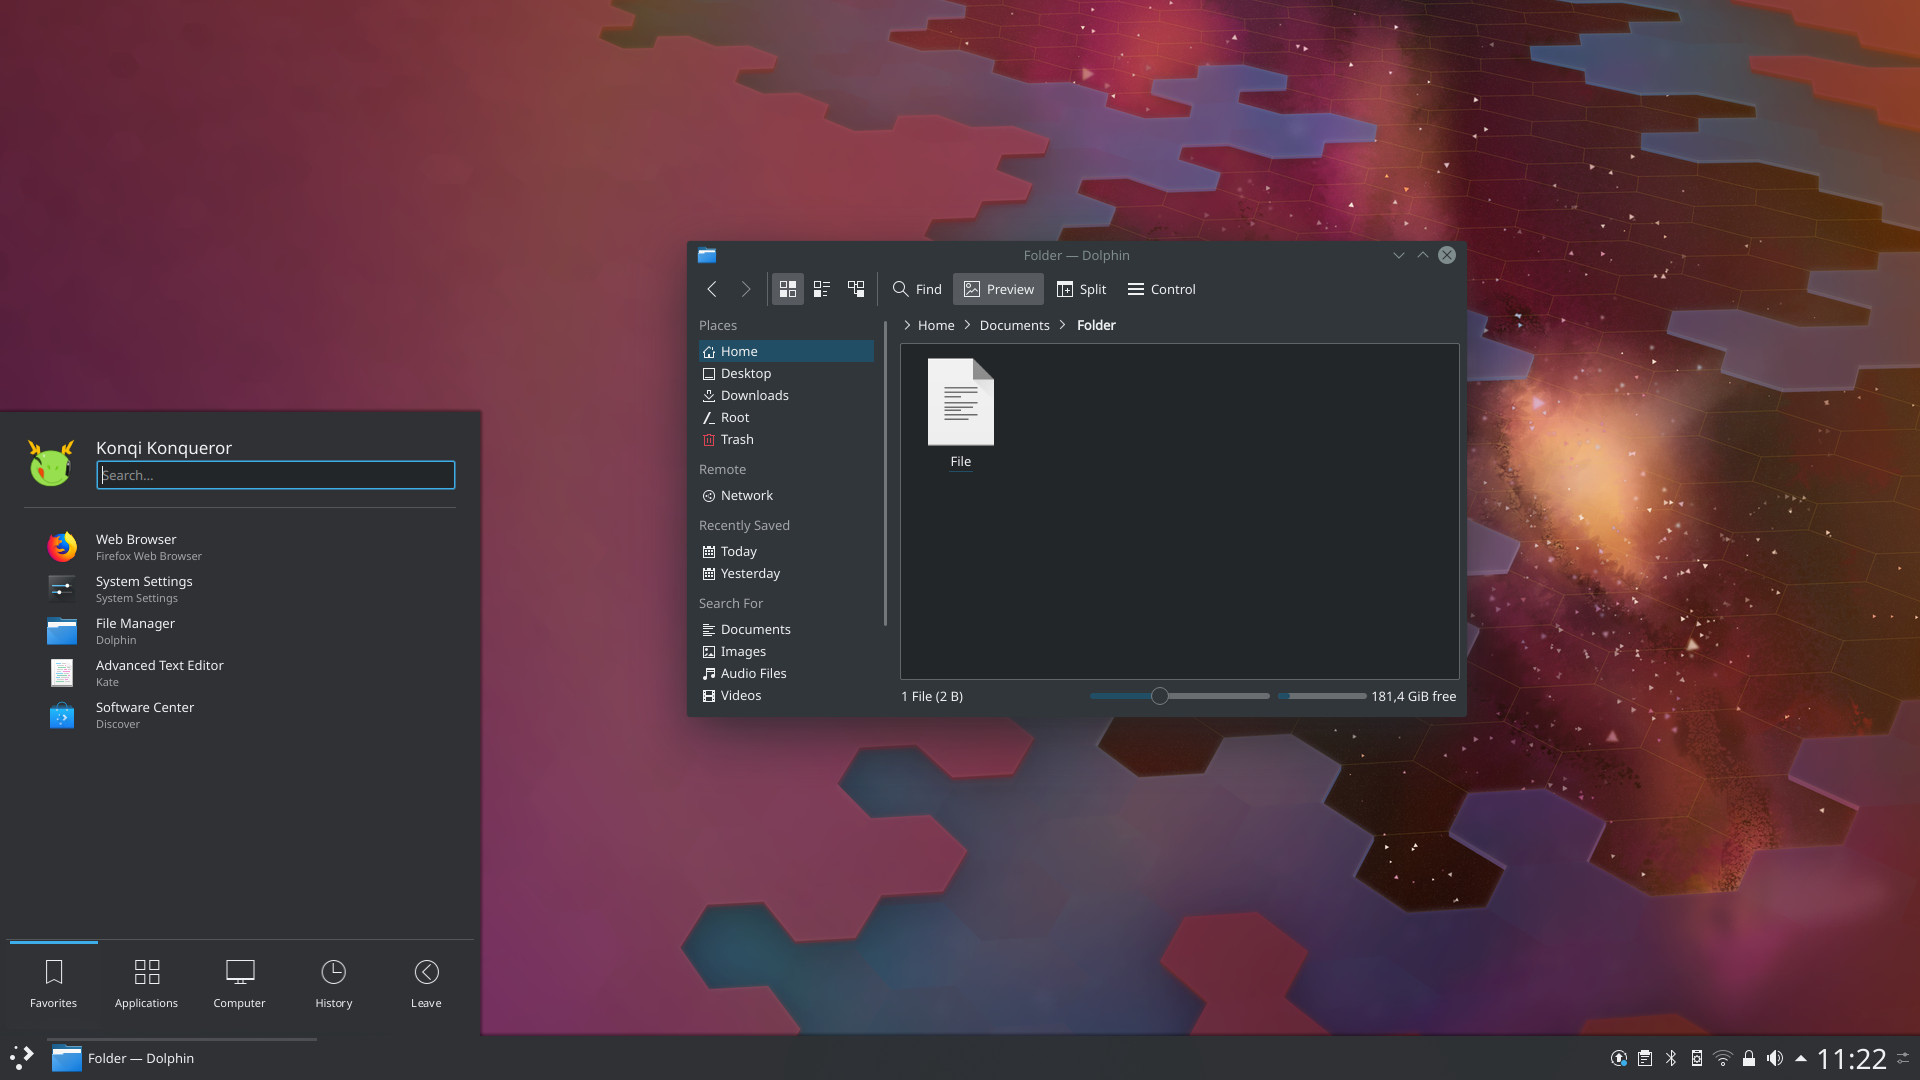 Folder — Dolphin
Find
Preview
Split
Control
Places
Home
Desktop
Downloads
Root
Trash
Remote
Network
Recently Saved
Today
Yesterday
Search For
Documents
Images
Audio Files
Videos
Home
Documents
Folder
File
1 File (2 B)
181,4 GiB free
Konqi Konqueror
Search...
Web Browser
Firefox Web Browser
System Settings
System Settings
File Manager
Dolphin
Advanced Text Editor
Kate
Software Center
Discover
Favorites
Applications
Computer
History
Leave
Folder — Dolphin
11:22